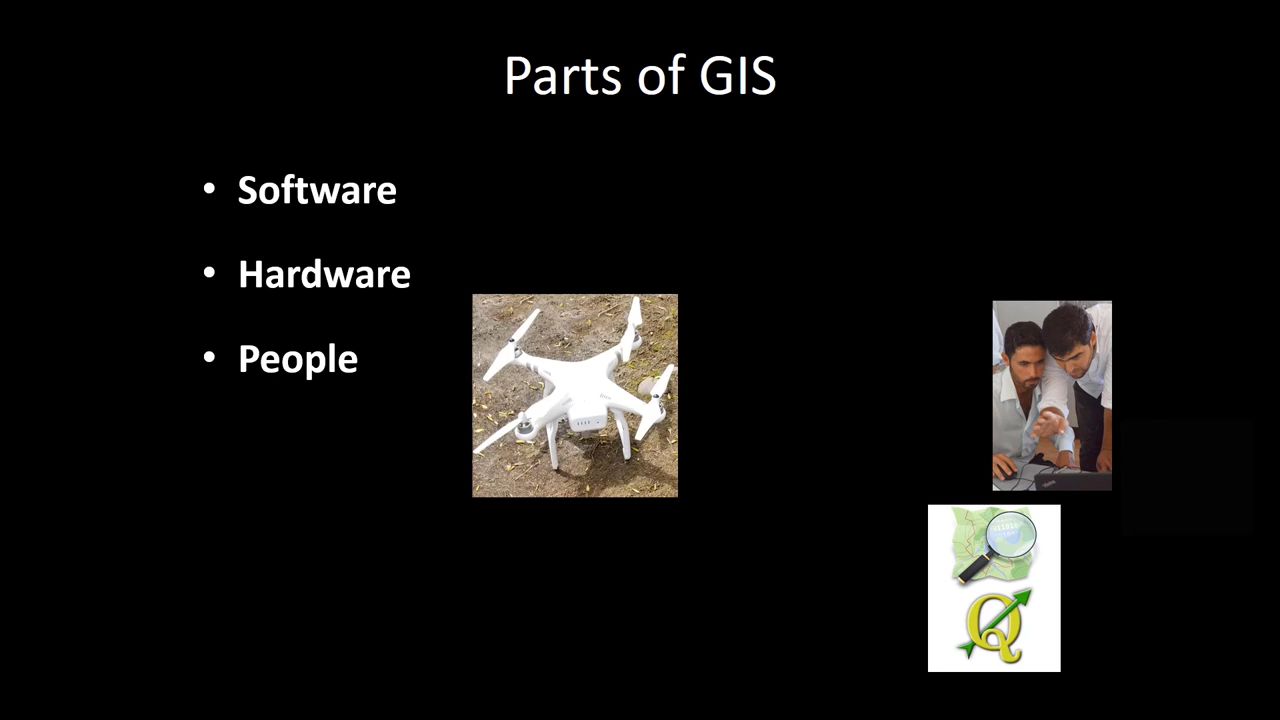 Parts of GIS
• Software
• Hardware
• People